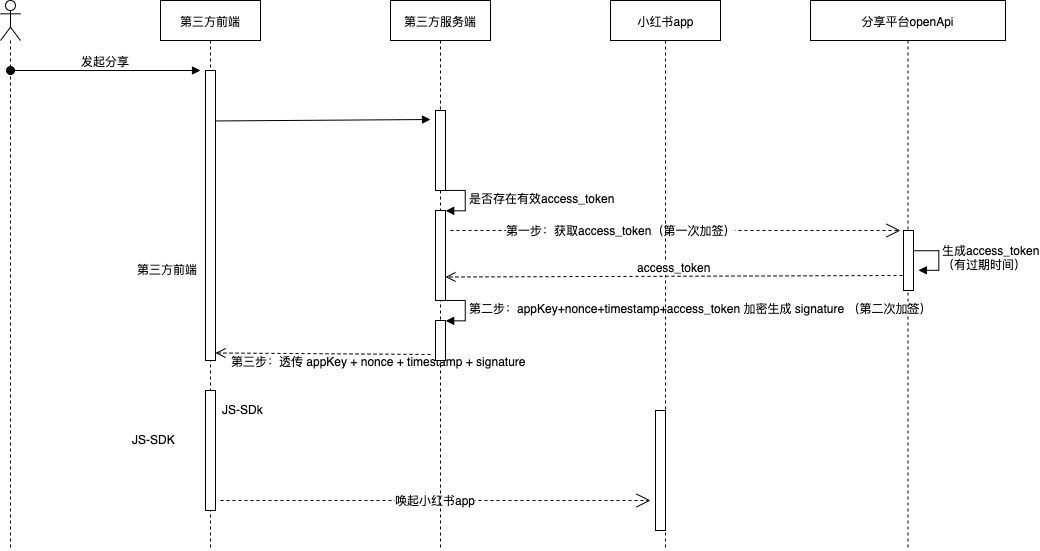 第三方前端
第三方服务端
小红书app
分享平台openApi
发起分享
是否存在有效access_token
第一步：获取access_token（第一次加签）
生成access_token
（有过期时间）
第三方前端
access_token
第二步：appKey+nonce+timestamp+access_token 加密生成 signature （第二次加签）
第三步：透传 appKey + nonce + timestamp + signature
JS-SDk
JS-SDK
唤起小红书app